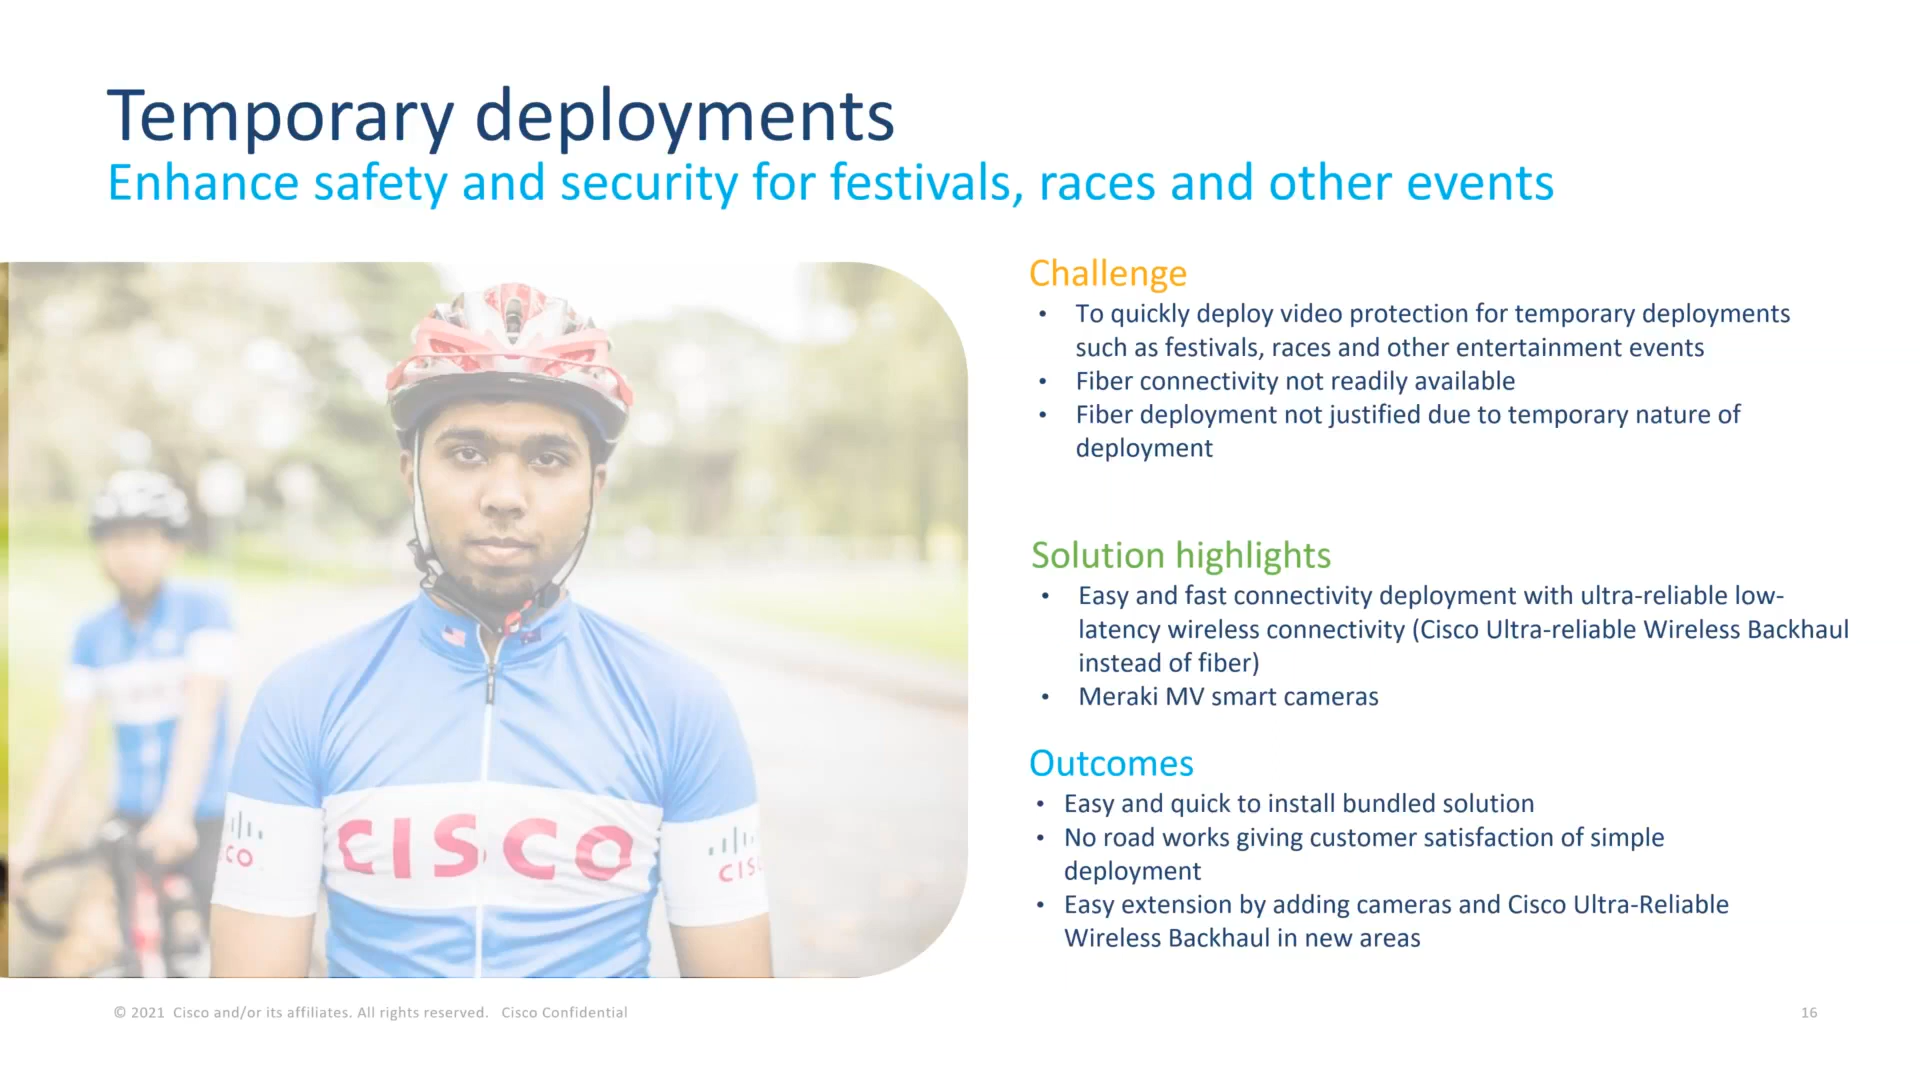 Temporary deployments
Enhance safety and security for festivals, races and other events
Challenge
• To quickly deploy video protection for temporary deployments
such as festivals, races and other entertainment events
• Fiber connectivity not readily available
• Fiber deployment not justified due to temporary nature of
deployment
Solution highlights
• Easy and fast connectivity deployment with ultra-reliable low-
latency wireless connectivity (Cisco Ultra-reliable Wireless Backhaul
instead of fiber)
• Meraki MV smart cameras
Outcomes
• Easy and quick to install bundled solution
• No road works giving customer satisfaction of simple
deployment
• Easy extension by adding cameras and Cisco Ultra-Reliable
Wireless Backhaul in new areas
CISCO
CO
CISC
© 2021 Cisco and/or its affiliates. All rights reserved. Cisco Confidential
16